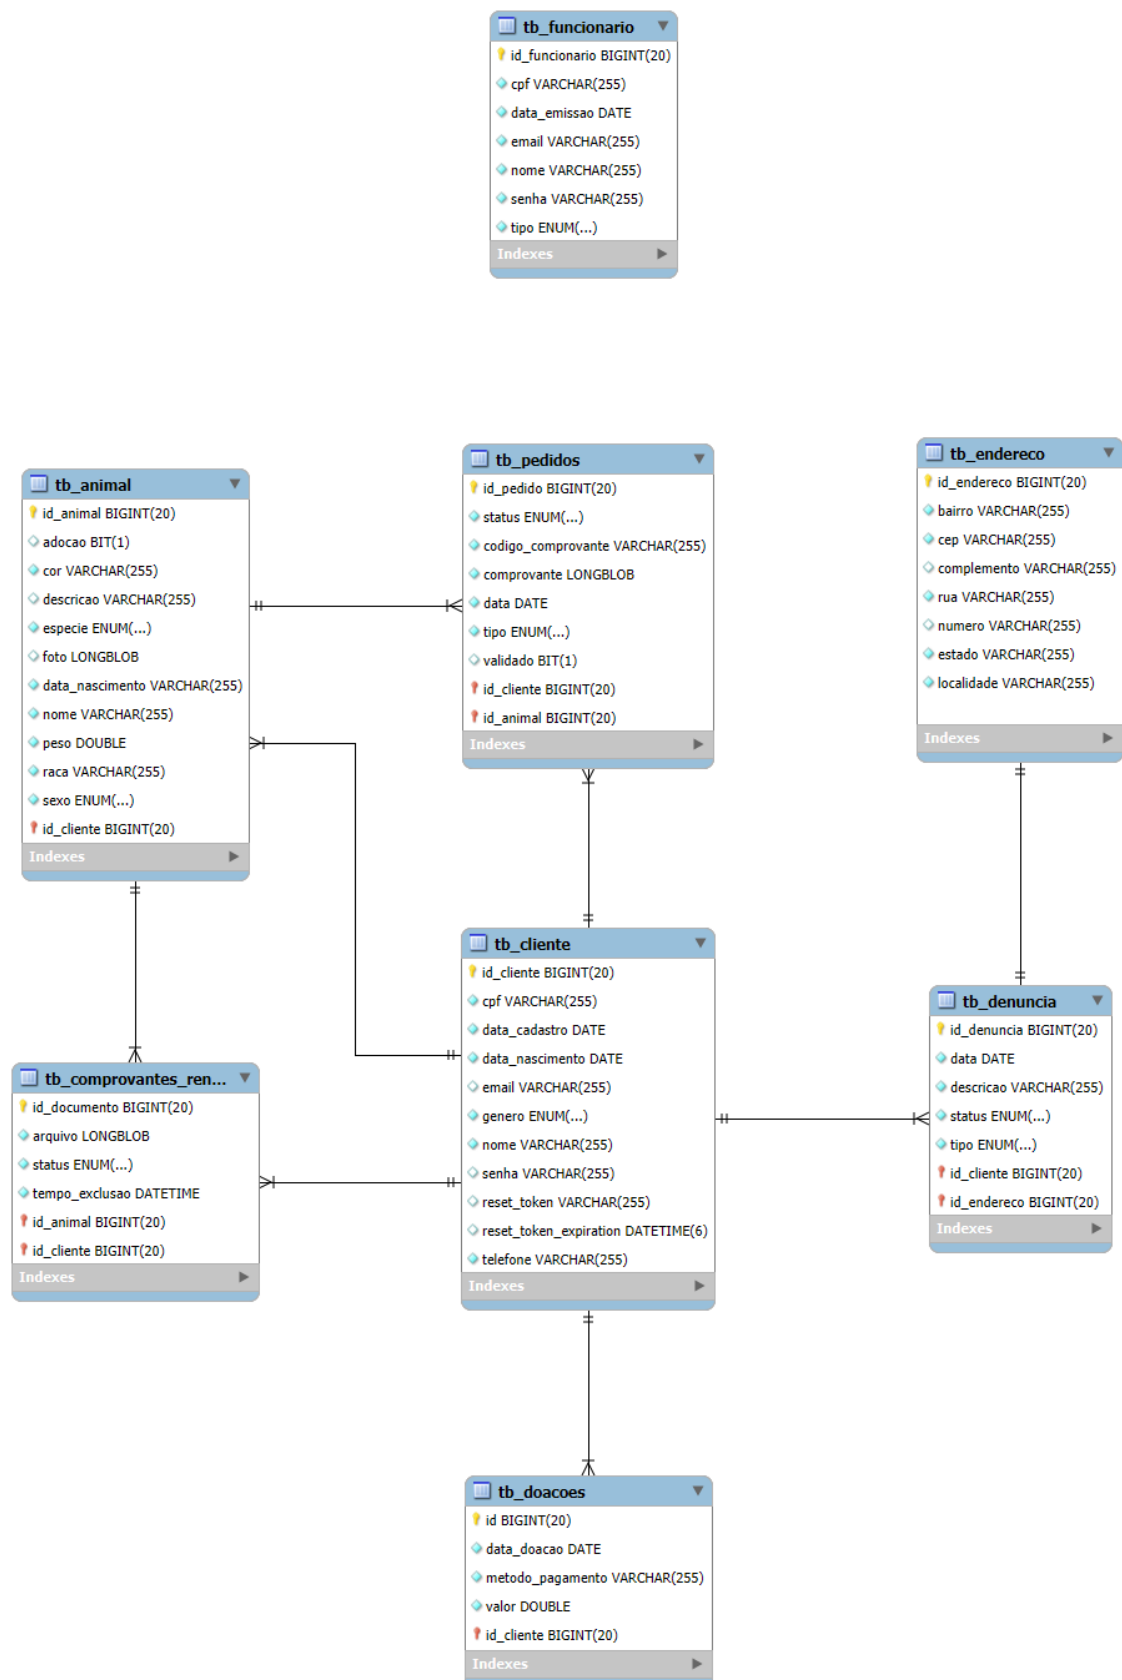 tb_funcionario
id_funcionario BIGINT(20)
cpf VARCHAR(255)
data_emissao DATE
email VARCHAR(255)
nome VARCHAR(255)
senha VARCHAR(255)
tipo ENUM(...)
Indexes
tb_animal
id_animal BIGINT(20)
adocao BIT(1)
cor VARCHAR(255)
descricao VARCHAR(255)
especie ENUM(...)
foto LONGBLOB
data_nascimento VARCHAR(255)
nome VARCHAR(255)
peso DOUBLE
raca VARCHAR(255)
sexo ENUM(...)
id_cliente BIGINT(20)
Indexes
tb_pedidos
id_pedido BIGINT(20)
status ENUM(...)
codigo_comprovante VARCHAR(255)
comprovante LONGBLOB
data DATE
tipo ENUM(...)
validado BIT(1)
id_cliente BIGINT(20)
id_animal BIGINT(20)
Indexes
tb_endereco
id_endereco BIGINT(20)
bairro VARCHAR(255)
cep VARCHAR(255)
complemento VARCHAR(255)
rua VARCHAR(255)
numero VARCHAR(255)
estado VARCHAR(255)
localidade VARCHAR(255)
Indexes
tb_comprovantes_ren...
id_documento BIGINT(20)
arquivo LONGBLOB
status ENUM(...)
tempo_exclusao DATETIME
id_animal BIGINT(20)
id_cliente BIGINT(20)
Indexes
tb_cliente
id_cliente BIGINT(20)
cpf VARCHAR(255)
data_cadastro DATE
data_nascimento DATE
email VARCHAR(255)
genero ENUM(...)
nome VARCHAR(255)
senha VARCHAR(255)
reset_token VARCHAR(255)
reset_token_expiration DATETIME(6)
telefone VARCHAR(255)
Indexes
tb_denuncia
id_denuncia BIGINT(20)
data DATE
descricao VARCHAR(255)
status ENUM(...)
tipo ENUM(...)
id_cliente BIGINT(20)
id_endereco BIGINT(20)
Indexes
tb_doacoes
id BIGINT(20)
data_doacao DATE
metodo_pagamento VARCHAR(255)
valor DOUBLE
id_cliente BIGINT(20)
Indexes